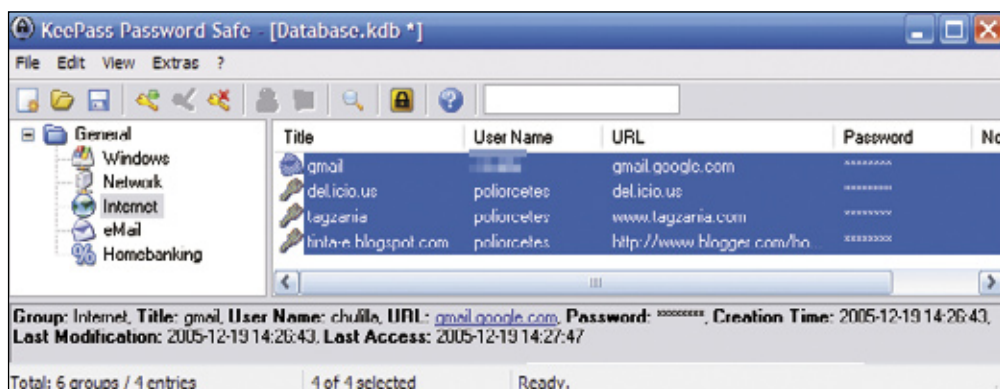 KeePass Password Safe - [Database.kdb *]
File Edit View Extras ?
General
Windows
Network
Internet
eMail
Homebanking
Title User Name URL Password No
gmail gmail.google.com ********
del.icio.us poliorcetes del.icio.us ********
tagzania poliorcetes www.tagzania.com ********
tinta-e.blogspot.com poliorcetes http://www.blogger.com/ho... ********
Group: Internet, Title: gmail, User Name: chulilla, URL: gmail.google.com, Password: ********, Creation Time: 2005-12-19 14:26:43,
Last Modification: 2005-12-19 14:26:43, Last Access: 2005-12-19 14:27:47
Total: 6 groups / 4 entries 4 of 4 selected Ready.